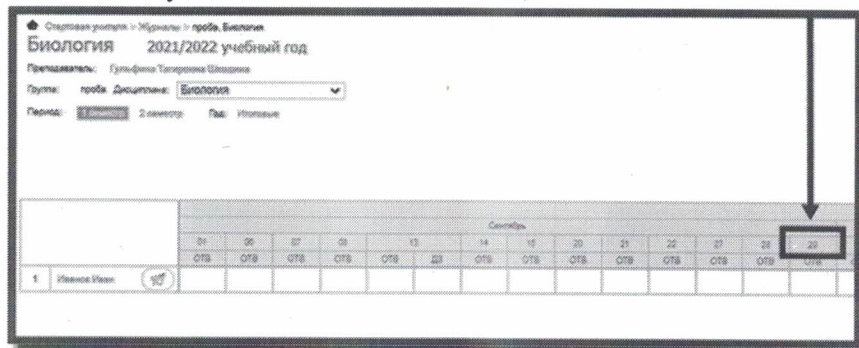 Стартовая учителя > Журналы > проба, Биология
Биология 2021/2022 учебный год
Преподаватель: Гульфина
Группа: проба Дисциплина: Биология
Период: 1 семестр 2 семестр Год: Итоговые
Сентябрь
01 06 07 08 13 14 15 20 21 22 27 28 29
ОТВ ОТВ ОТВ ОТВ ОТВ ДЗ ОТВ ОТВ ОТВ ОТВ ОТВ ОТВ ОТВ ОТВ
1 Иванов Иван